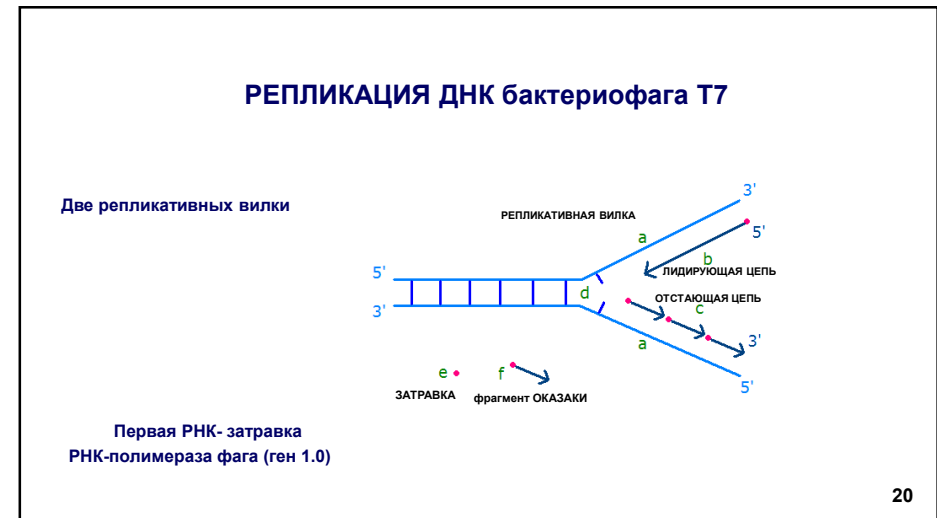 РЕПЛИКАЦИЯ ДНК бактериофага Т7
Две репликативных вилки
РЕПЛИКАТИВНАЯ ВИЛКА
3'
5'
a
b
ЛИДИРУЮЩАЯ ЦЕПЬ
5'
3'
d
ОТСТАЮЩАЯ ЦЕПЬ
c
3'
a
5'
e
f
ЗАТРАВКА
фрагмент ОКАЗАКИ
Первая РНК- затравка
РНК-полимераза фага (ген 1.0)
20